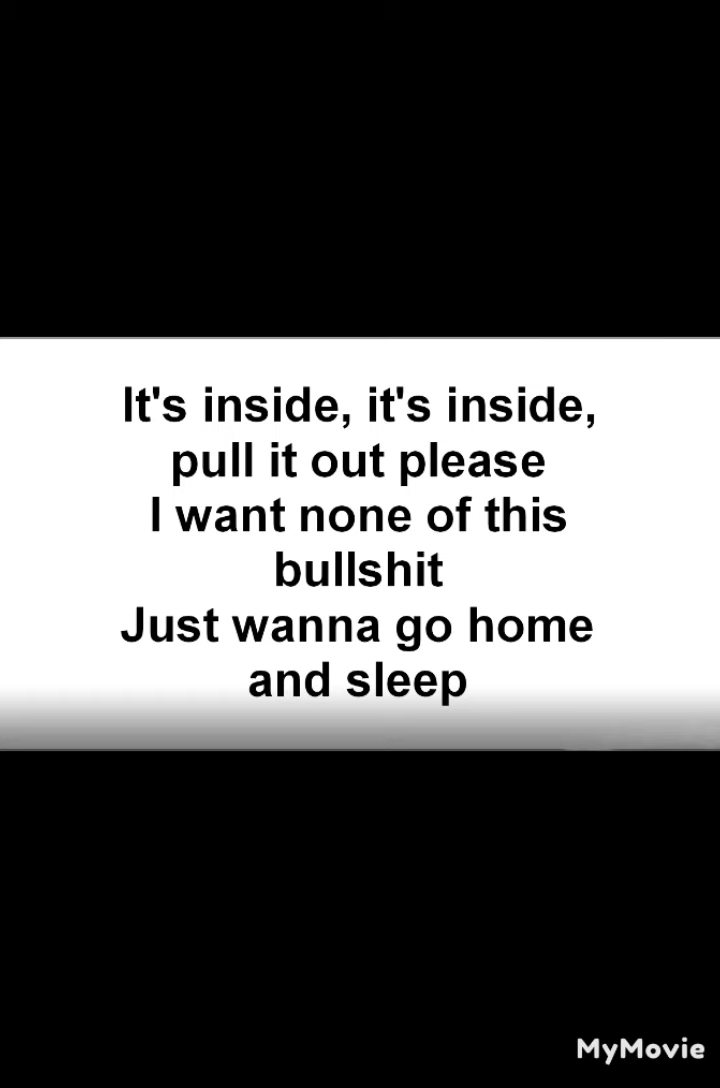 It's inside, it's inside,
pull it out please
I want none of this
bullshit
Just wanna go home
and sleep
MyMovie